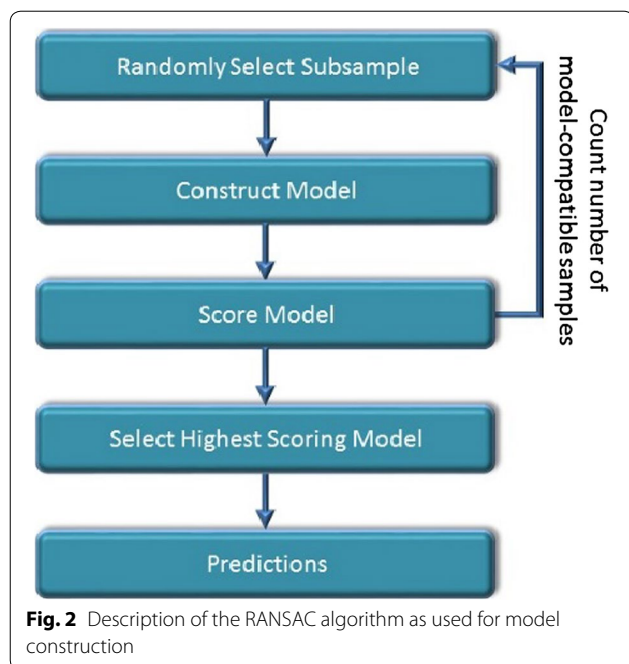 Randomly Select Subsample
Construct Model
Score Model
Select Highest Scoring Model
Predictions
Count number of
model-compatible samples
Fig. 2 Description of the RANSAC algorithm as used for model
construction